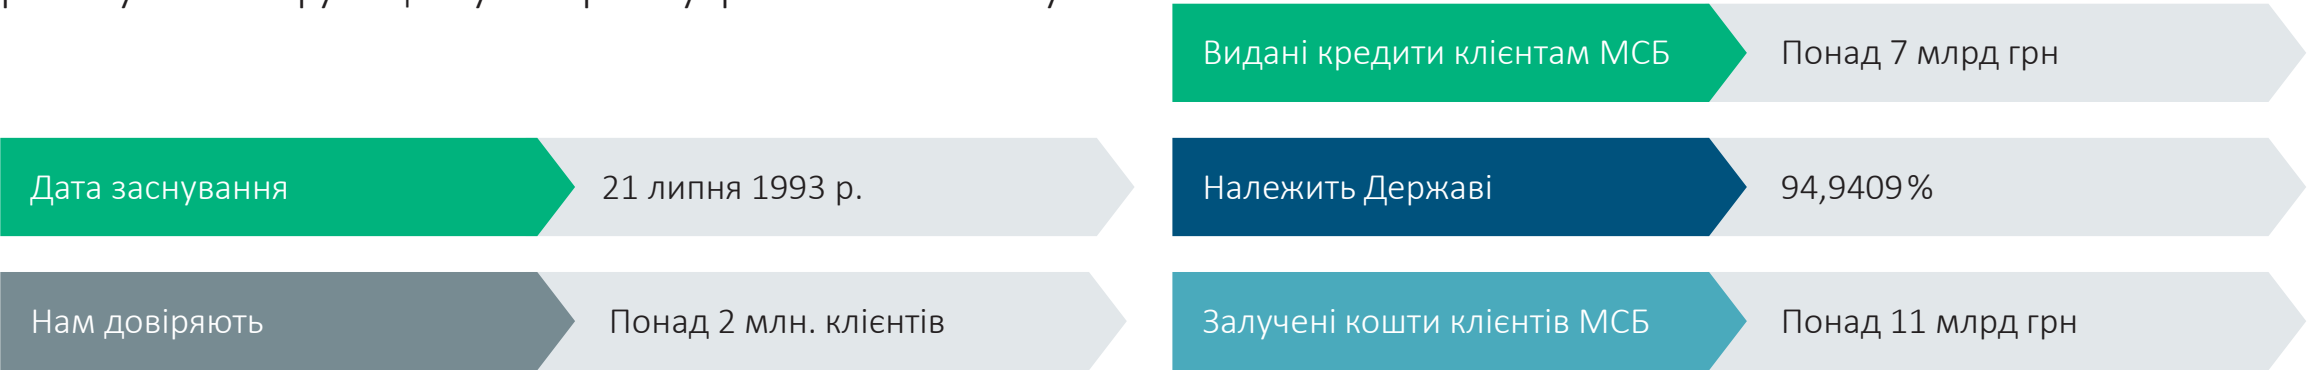 Видані кредити клієнтам МСБ Понад 7 млрд грн
Дата заснування 21 липня 1993 р. Належить Державі 94,9409%
Нам довіряють Понад 2 млн. клієнтів Залучені кошти клієнтів МСБ Понад 11 млрд грн